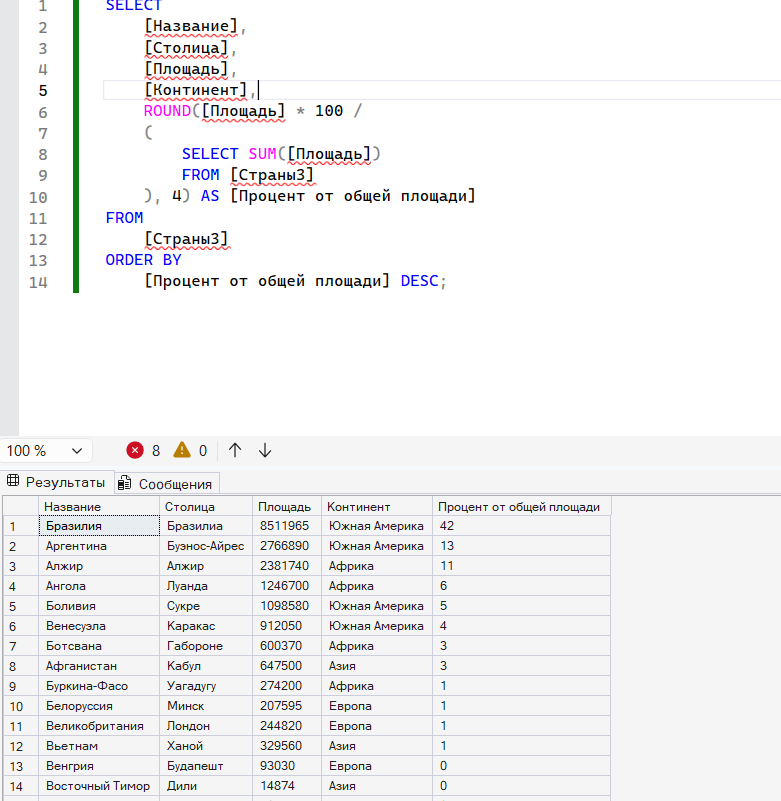 1 SELECT
2 [Название],
3 [Столица],
4 [Площадь],
5 [Континент],
6 ROUND([Площадь] * 100 /
7 (
8 SELECT SUM([Площадь])
9 FROM [Страны3]
10 ), 4) AS [Процент от общей площади]
11 FROM
12 [Страны3]
13 ORDER BY
14 [Процент от общей площади] DESC;
100 % 8 0
Результаты Сообщения
Название Столица Площадь Континент Процент от общей площади
1 Бразилия Бразилиа 8511965 Южная Америка 42
2 Аргентина Буэнос-Айрес 2766890 Южная Америка 13
3 Алжир Алжир 2381740 Африка 11
4 Ангола Луанда 1246700 Африка 6
5 Боливия Сукре 1098580 Южная Америка 5
6 Венесуэла Каракас 912050 Южная Америка 4
7 Ботсвана Габороне 600370 Африка 3
8 Афганистан Кабул 647500 Азия 3
9 Буркина-Фасо Уагадугу 274200 Африка 1
10 Белоруссия Минск 207595 Европа 1
11 Великобритания Лондон 244820 Европа 1
12 Вьетнам Ханой 329560 Азия 1
13 Венгрия Будапешт 93030 Европа 0
14 Восточный Тимор Дили 14874 Азия 0